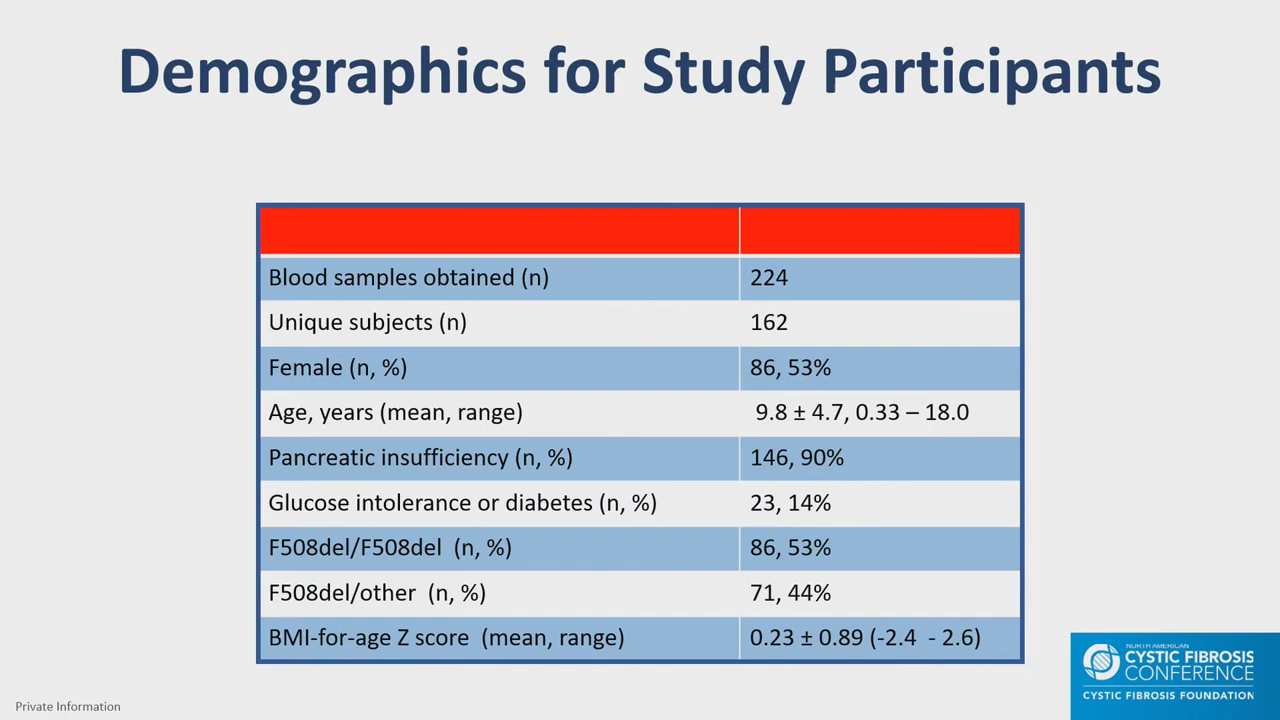 Demographics for Study Participants
Blood samples obtained (n) 224
Unique subjects (n) 162
Female (n, %) 86, 53%
Age, years (mean, range) 9.8 ± 4.7, 0.33 – 18.0
Pancreatic insufficiency (n, %) 146, 90%
Glucose intolerance or diabetes (n, %) 23, 14%
F508del/F508del (n, %) 86, 53%
F508del/other (n, %) 71, 44%
BMI-for-age Z score (mean, range) 0.23 ± 0.89 (-2.4 - 2.6)
NORTH AMERICAN
CYSTIC FIBROSIS
CONFERENCE
CYSTIC FIBROSIS FOUNDATION
Private Information